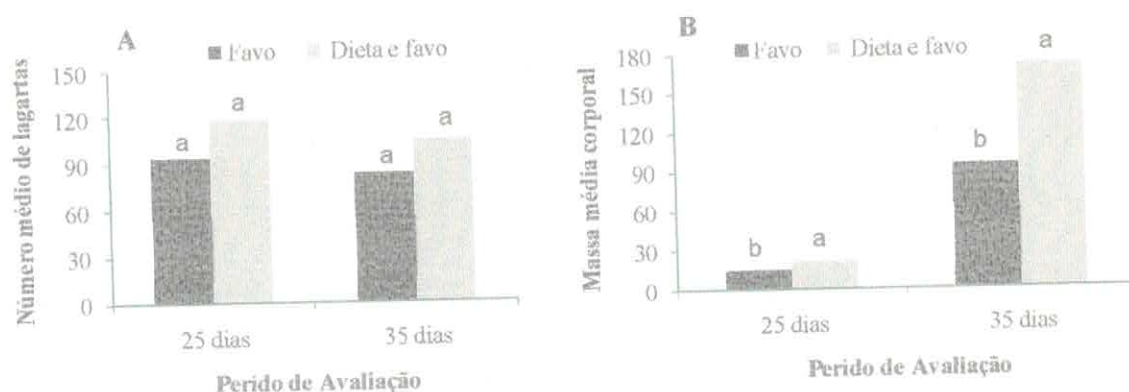 A
Favo Dieta e favo
Número médio de lagartas
150
120
90
60
30
0
a
a
a
a
25 dias
35 dias
Perido de Avaliação
B
Favo Dieta e favo
Massa média corporal
180
150
120
90
60
30
0
b
a
b
a
25 dias
35 dias
Perido de Avaliação